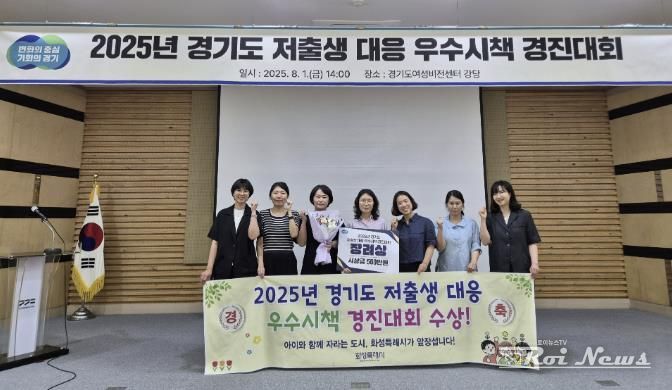 변화의 중심
기회의 경기
2025년 경기도 저출생 대응 우수시책 경진대회
일시 : 2025. 8. 1.(금) 14:00 장소 : 경기도여성비전센터 강당
장려상
시상금 50만원
2025년 경기도 저출생 대응
우수시책 경진대회 수상!
경
축
아이와 함께 자라는 도시, 화성특례시가 앞장섭니다!
화성특례시
로이뉴스TV
Roi News